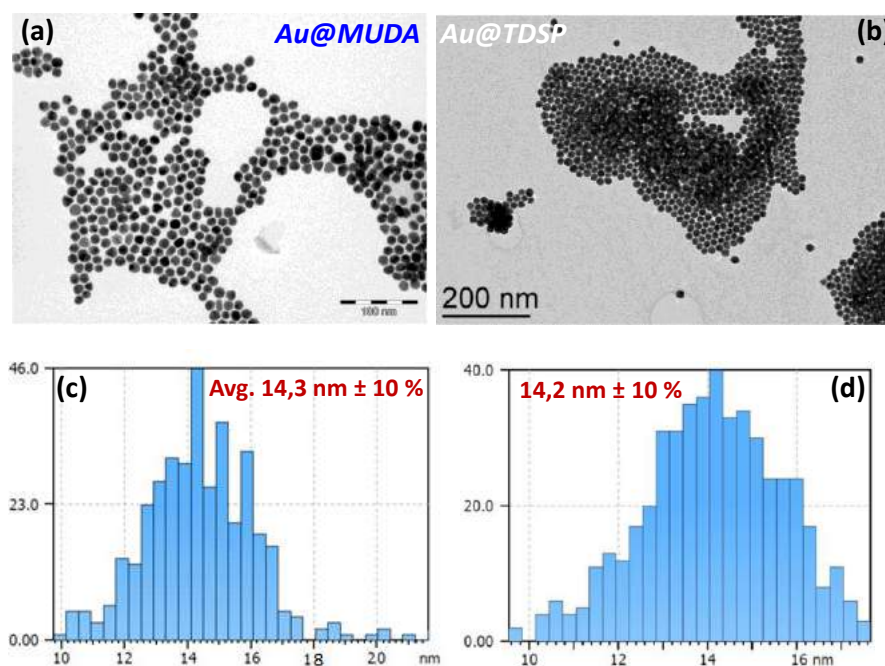 (a) Au@MUDA
Au@TDSP (b)
100 nm
200 nm
(c) Avg. 14,3 nm ± 10 %
46.0
23.0
0.00
10 12 14 16 18 20 nm
14,2 nm ± 10 % (d)
40.0
20.0
0.00
10 12 14 16 nm